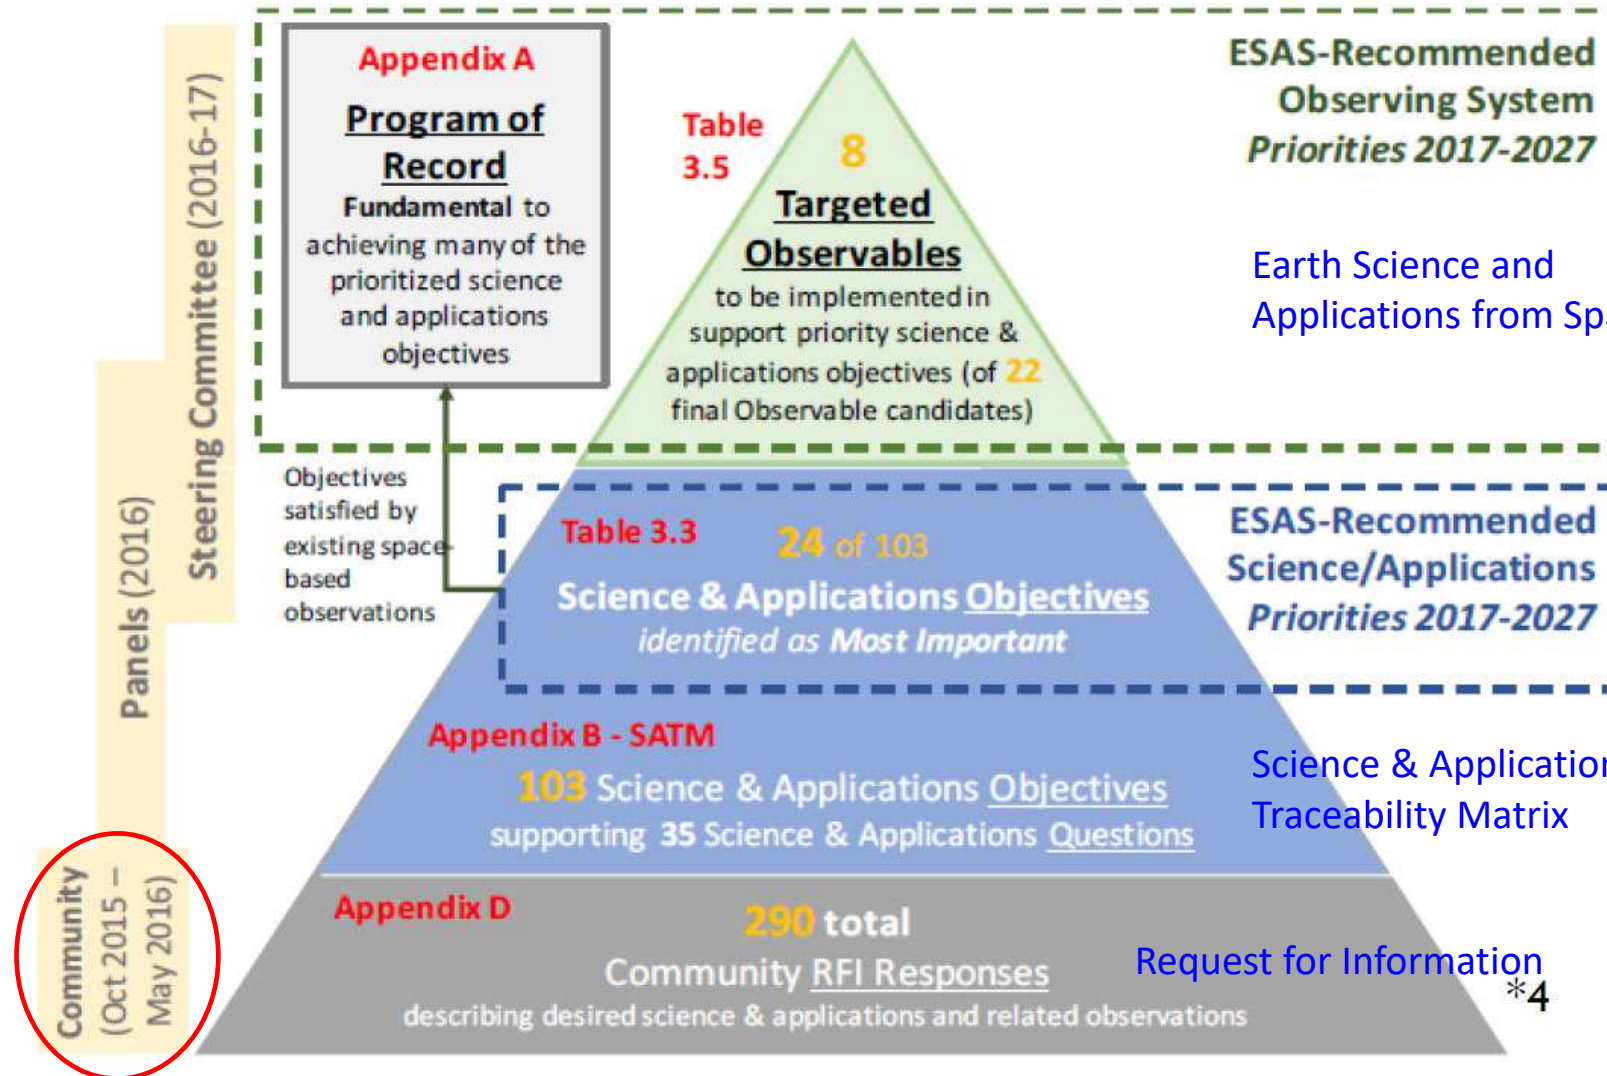 Steering Committee (2016-17)
Panels (2016)
Community
(Oct 2015 –
May 2016)
Appendix A
Program of
Record
Fundamental to
achieving many of the
prioritized science
and applications
objectives
Table
3.5
8
Targeted
Observables
to be implemented in
support priority science &
applications objectives (of 22
final Observable candidates)
ESAS-Recommended
Observing System
Priorities 2017-2027
Earth Science and
Applications from Spa
Objectives
satisfied by
existing space-
based
observations
Table 3.3
24 of 103
Science & Applications Objectives
identified as Most Important
ESAS-Recommended
Science/Applications
Priorities 2017-2027
Appendix B - SATM
103 Science & Applications Objectives
supporting 35 Science & Applications Questions
Science & Application
Traceability Matrix
Appendix D
290 total
Community RFI Responses
describing desired science & applications and related observations
Request for Information
*4